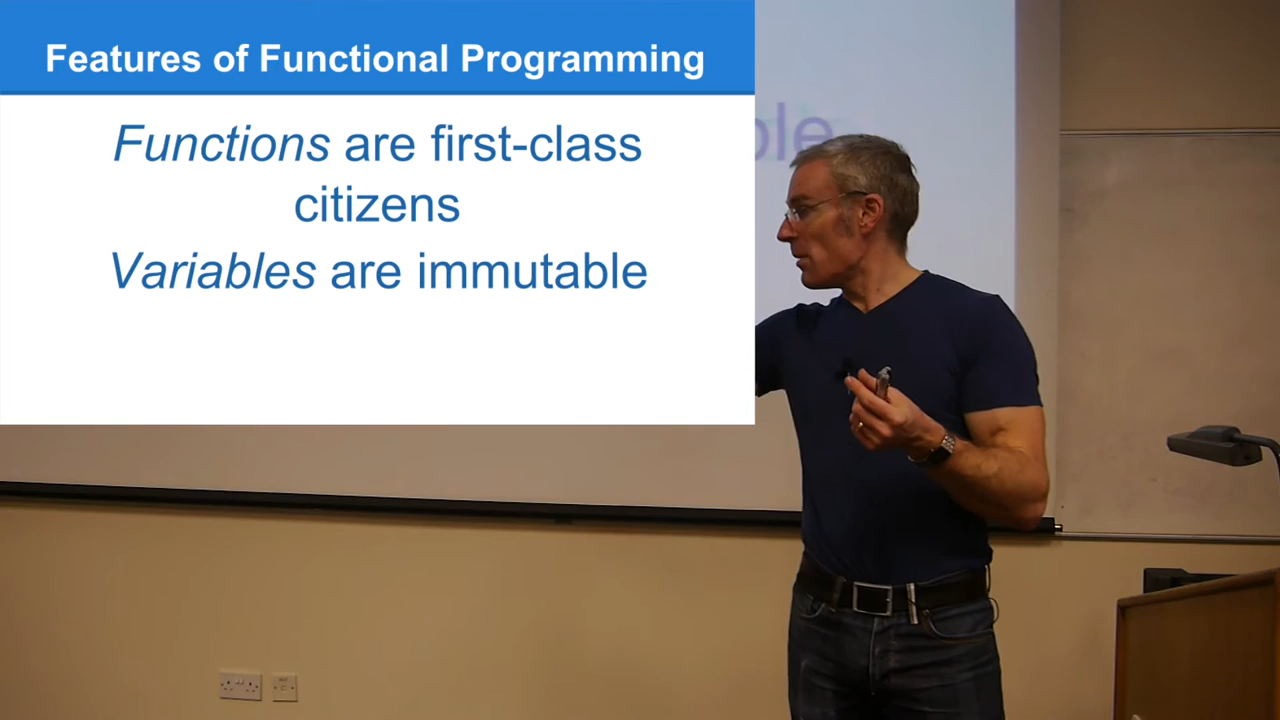 Features of Functional Programming
Functions are first-class
citizens
Variables are immutable